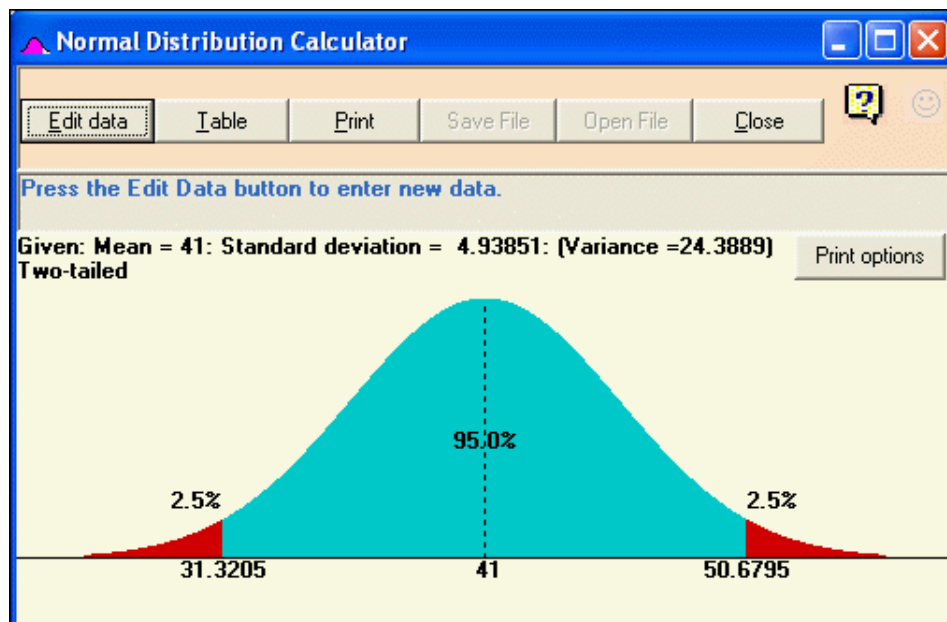 Normal Distribution Calculator
Edit data Table Print Save File Open File Close
?
Press the Edit Data button to enter new data.
Given: Mean = 41: Standard deviation = 4.93851: (Variance =24.3889)
Two-tailed
Print options
95.0%
2.5% 2.5%
31.3205 41 50.6795